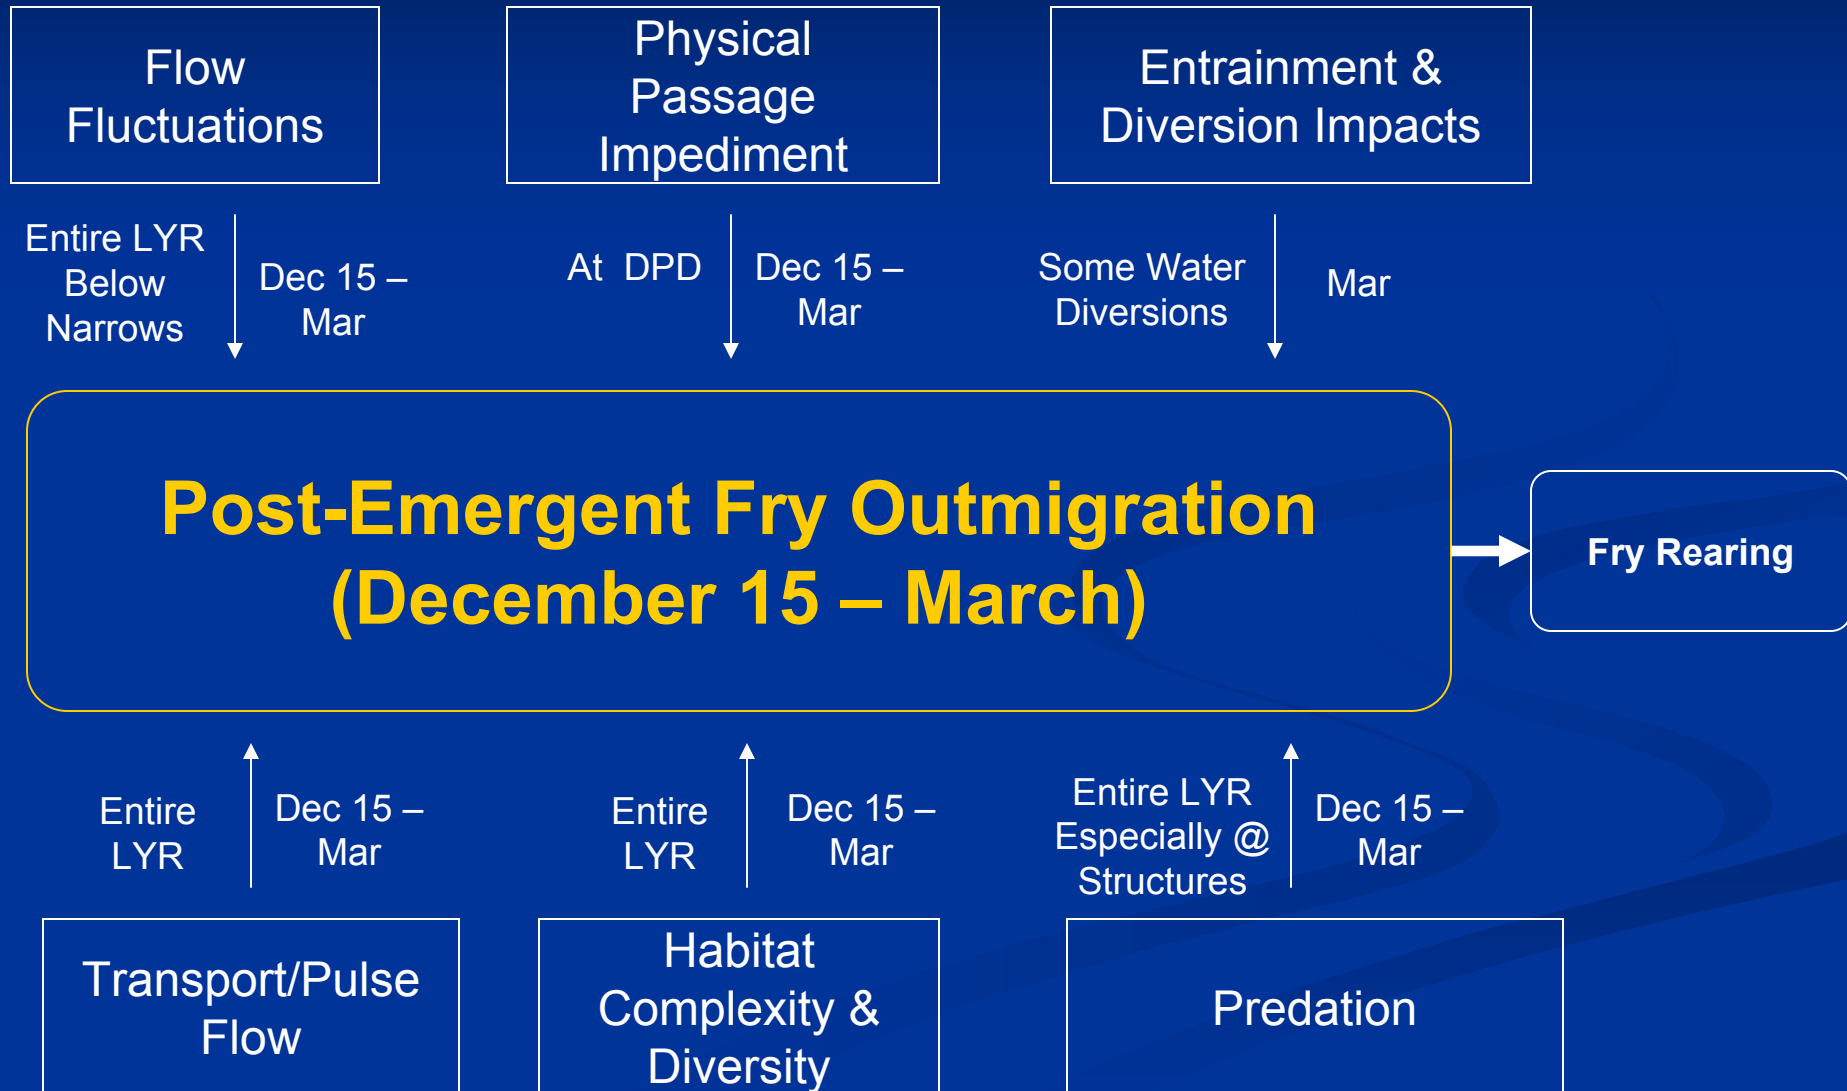 Flow
Fluctuations
Physical
Passage
Impediment
Entrainment &
Diversion Impacts
Entire LYR
Below
Narrows
Dec 15 –
Mar
At DPD
Dec 15 –
Mar
Some Water
Diversions
Mar
Post-Emergent Fry Outmigration
(December 15 – March)
Fry Rearing
Entire
LYR
Dec 15 –
Mar
Entire
LYR
Dec 15 –
Mar
Entire LYR
Especially @
Structures
Dec 15 –
Mar
Transport/Pulse
Flow
Habitat
Complexity &
Diversity
Predation